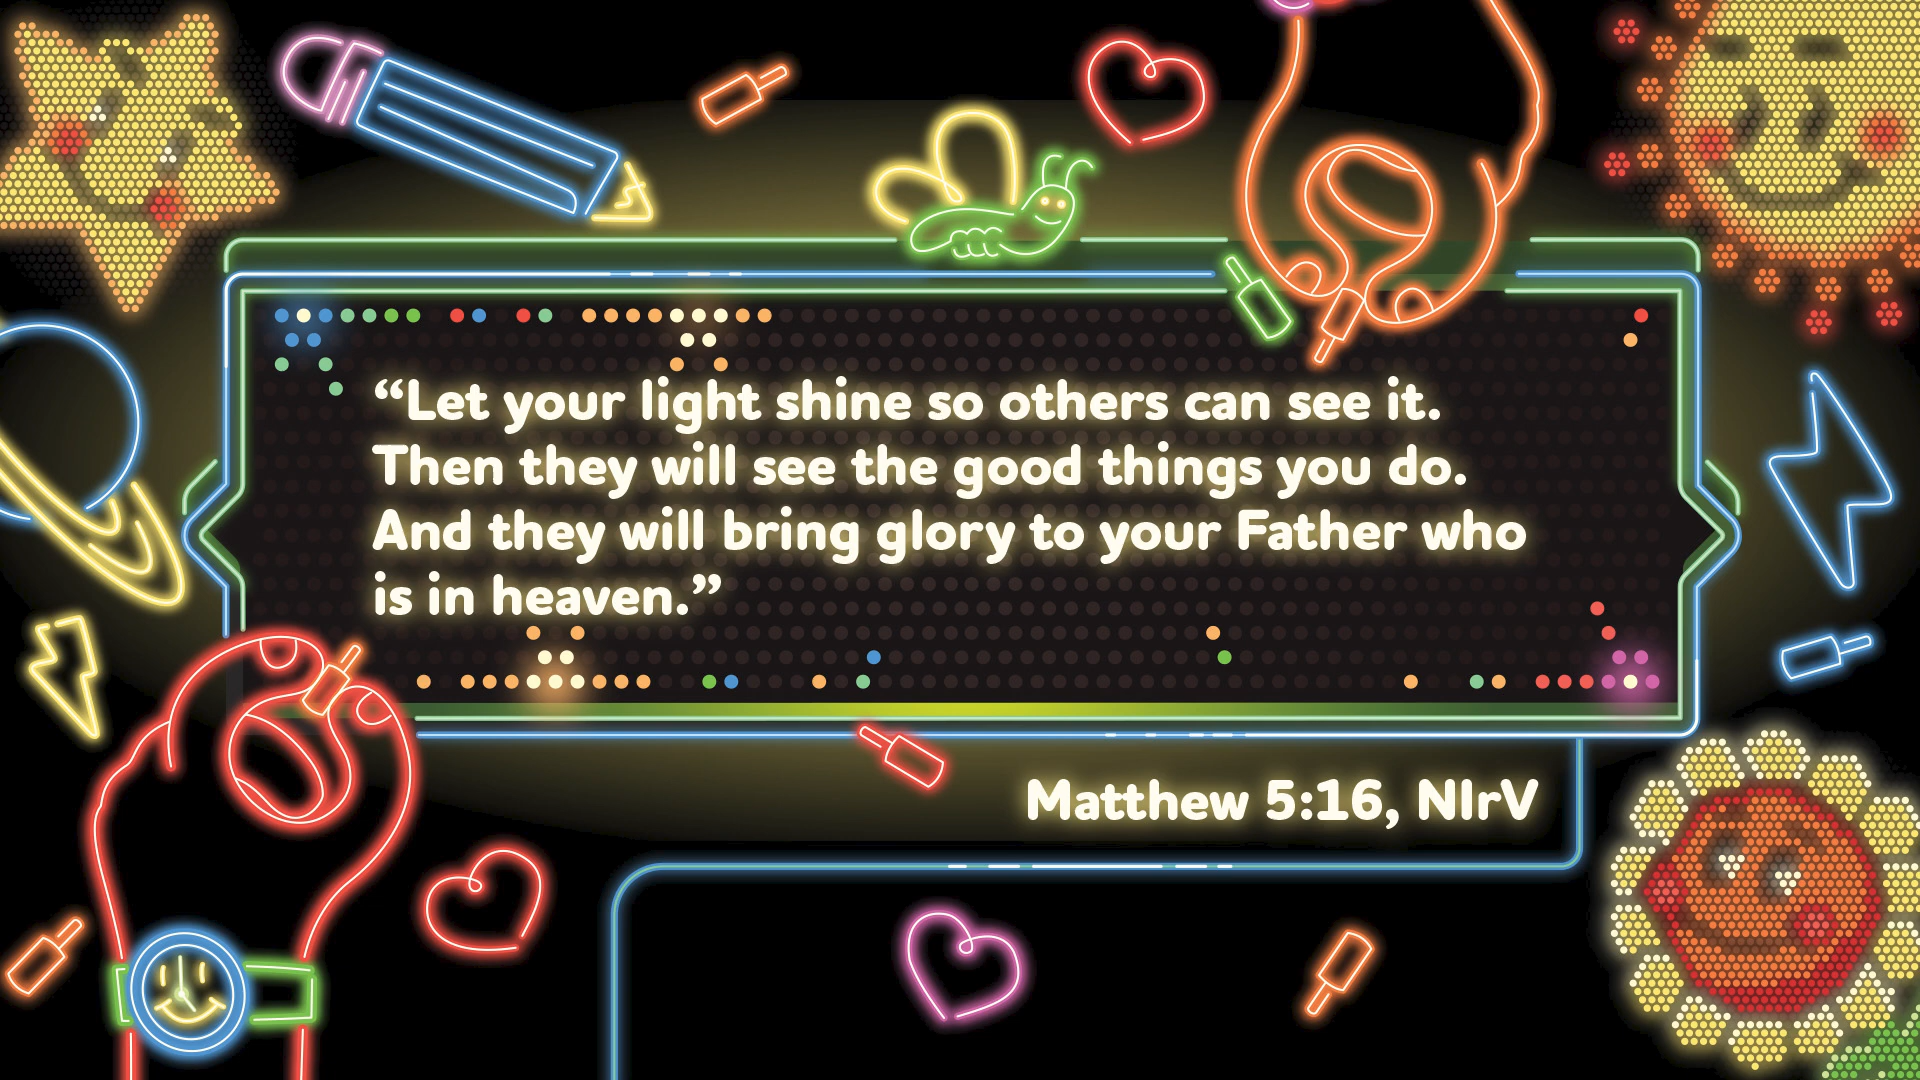 “Let your light shine so others can see it.
Then they will see the good things you do.
And they will bring glory to your Father who
is in heaven.”
Matthew 5:16, NIrV